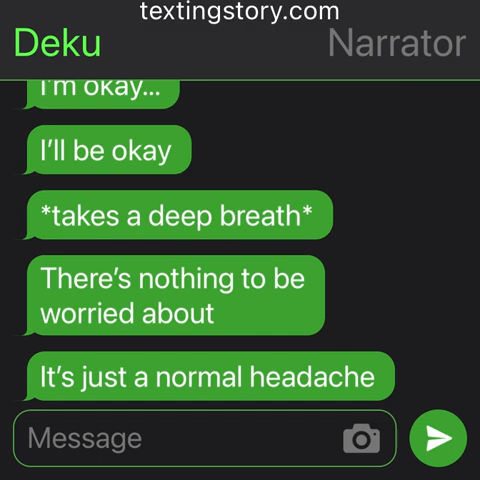 textingstory.com
Deku Narrator
I'm okay...
I'll be okay
*takes a deep breath*
There's nothing to be
worried about
It's just a normal headache
Message